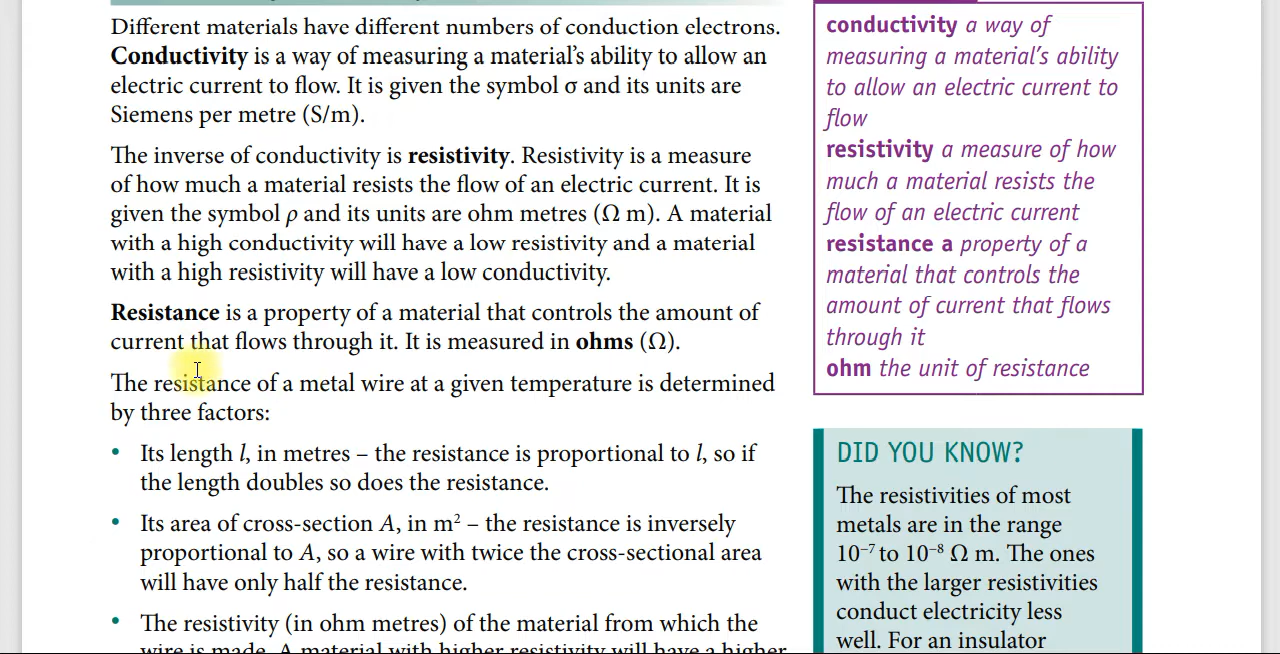 Different materials have different numbers of conduction electrons.
Conductivity is a way of measuring a material's ability to allow an
electric current to flow. It is given the symbol σ and its units are
Siemens per metre (S/m).
The inverse of conductivity is resistivity. Resistivity is a measure
of how much a material resists the flow of an electric current. It is
given the symbol ρ and its units are ohm metres (Ω m). A material
with a high conductivity will have a low resistivity and a material
with a high resistivity will have a low conductivity.
Resistance is a property of a material that controls the amount of
current that flows through it. It is measured in ohms (Ω).
The resistance of a metal wire at a given temperature is determined
by three factors:
• Its length l, in metres – the resistance is proportional to l, so if
the length doubles so does the resistance.
• Its area of cross-section A, in m² – the resistance is inversely
proportional to A, so a wire with twice the cross-sectional area
will have only half the resistance.
• The resistivity (in ohm metres) of the material from which the
wire is made. A material with higher resistivity will have a higher
conductivity a way of
measuring a material's ability
to allow an electric current to
flow
resistivity a measure of how
much a material resists the
flow of an electric current
resistance a property of a
material that controls the
amount of current that flows
through it
ohm the unit of resistance
DID YOU KNOW?
The resistivities of most
metals are in the range
10⁻⁷ to 10⁻⁸ Ω m. The ones
with the larger resistivities
conduct electricity less
well. For an insulator